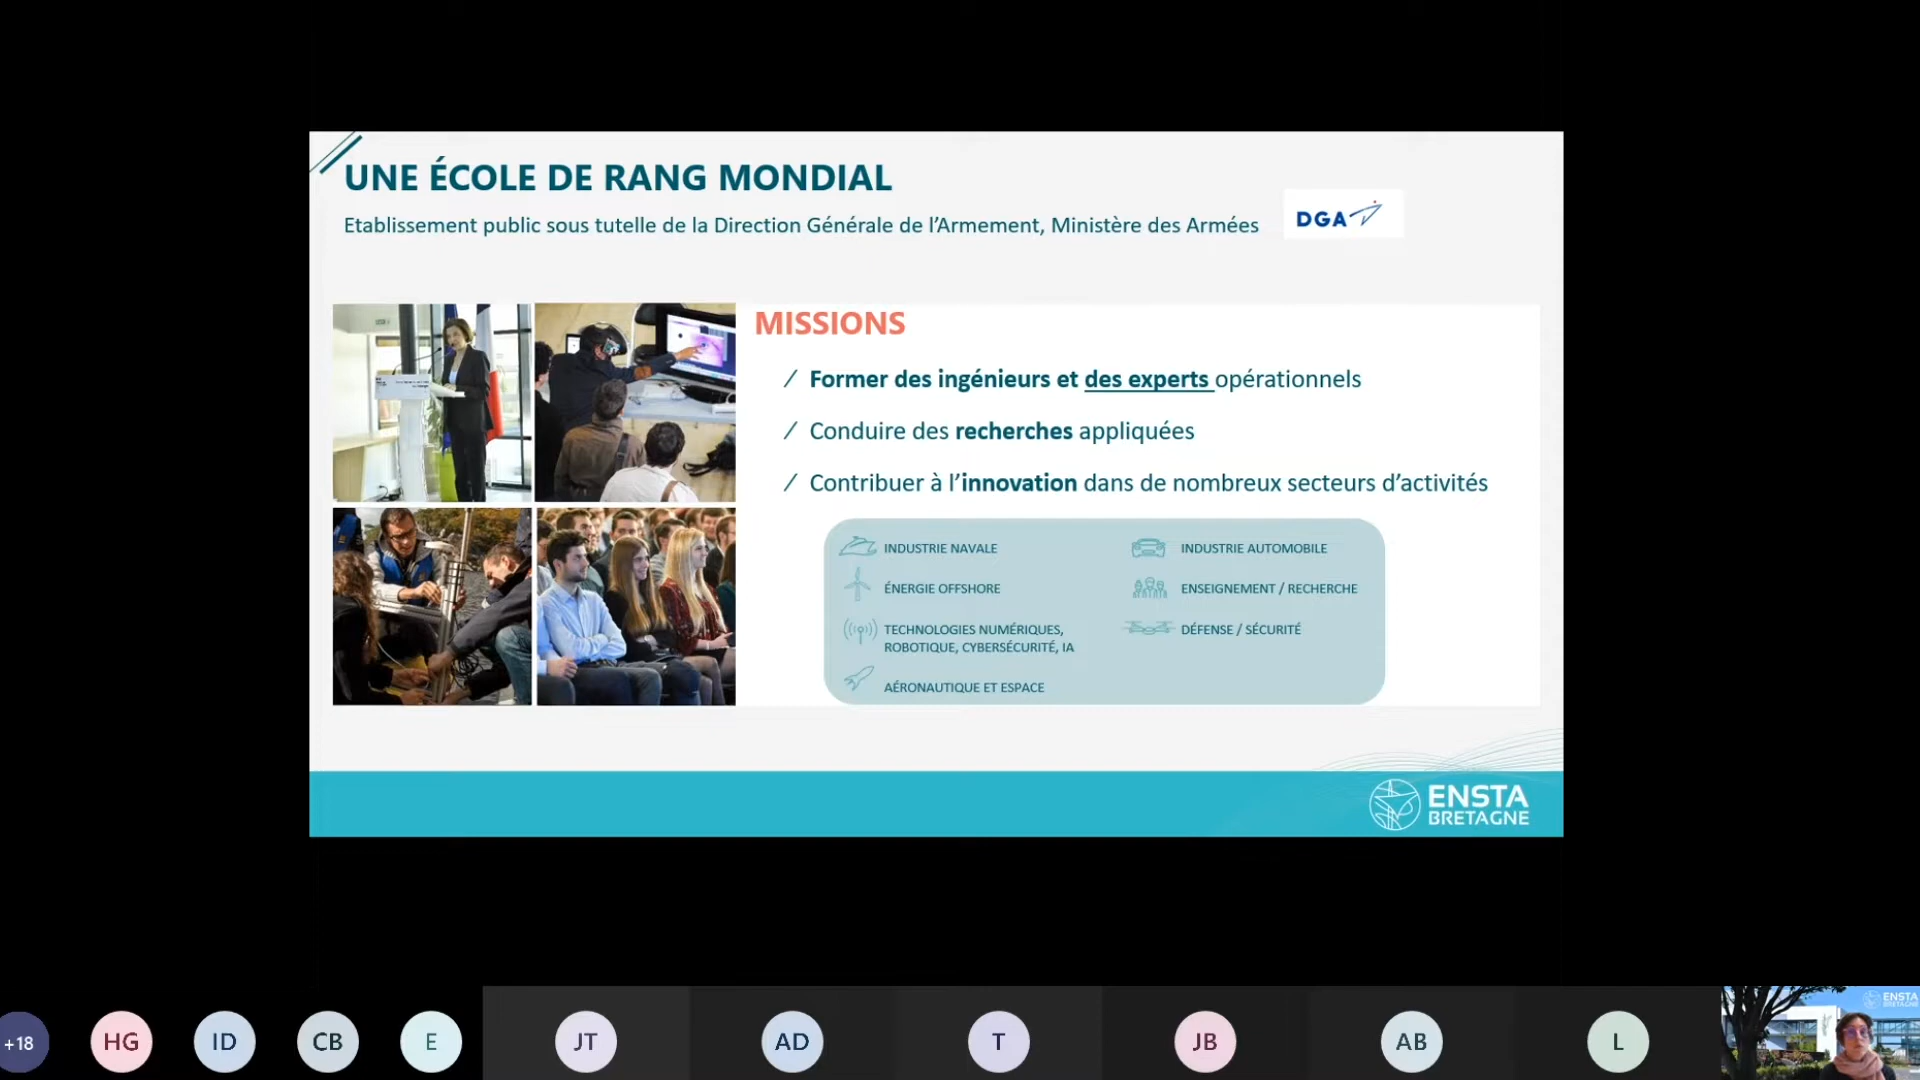 UNE ÉCOLE DE RANG MONDIAL
Etablissement public sous tutelle de la Direction Générale de l'Armement, Ministère des Armées
DGA
MISSIONS
/ Former des ingénieurs et des experts opérationnels
/ Conduire des recherches appliquées
/ Contribuer à l'innovation dans de nombreux secteurs d'activités
INDUSTRIE NAVALE
ÉNERGIE OFFSHORE
TECHNOLOGIES NUMÉRIQUES,
ROBOTIQUE, CYBERSÉCURITÉ, IA
AÉRONAUTIQUE ET ESPACE
INDUSTRIE AUTOMOBILE
ENSEIGNEMENT / RECHERCHE
DÉFENSE / SÉCURITÉ
ENSTA
BRETAGNE
+18
HG
ID
CB
E
JT
AD
T
JB
AB
L
ENSTA
BRETAGNE